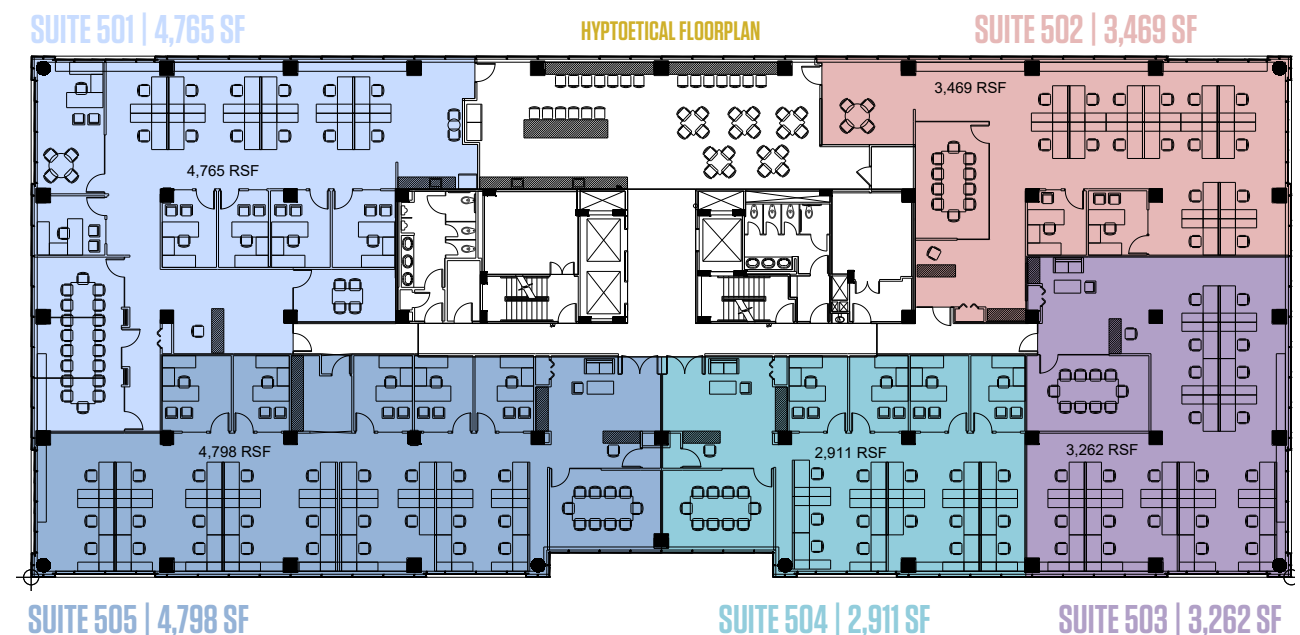 SUITE 501 | 4,765 SF
HYPTOETICAL FLOORPLAN
SUITE 502 | 3,469 SF
3,469 RSF
4,765 RSF
4,798 RSF
2,911 RSF
3,262 RSF
SUITE 505 | 4,798 SF
SUITE 504 | 2,911 SF
SUITE 503 | 3,262 SF